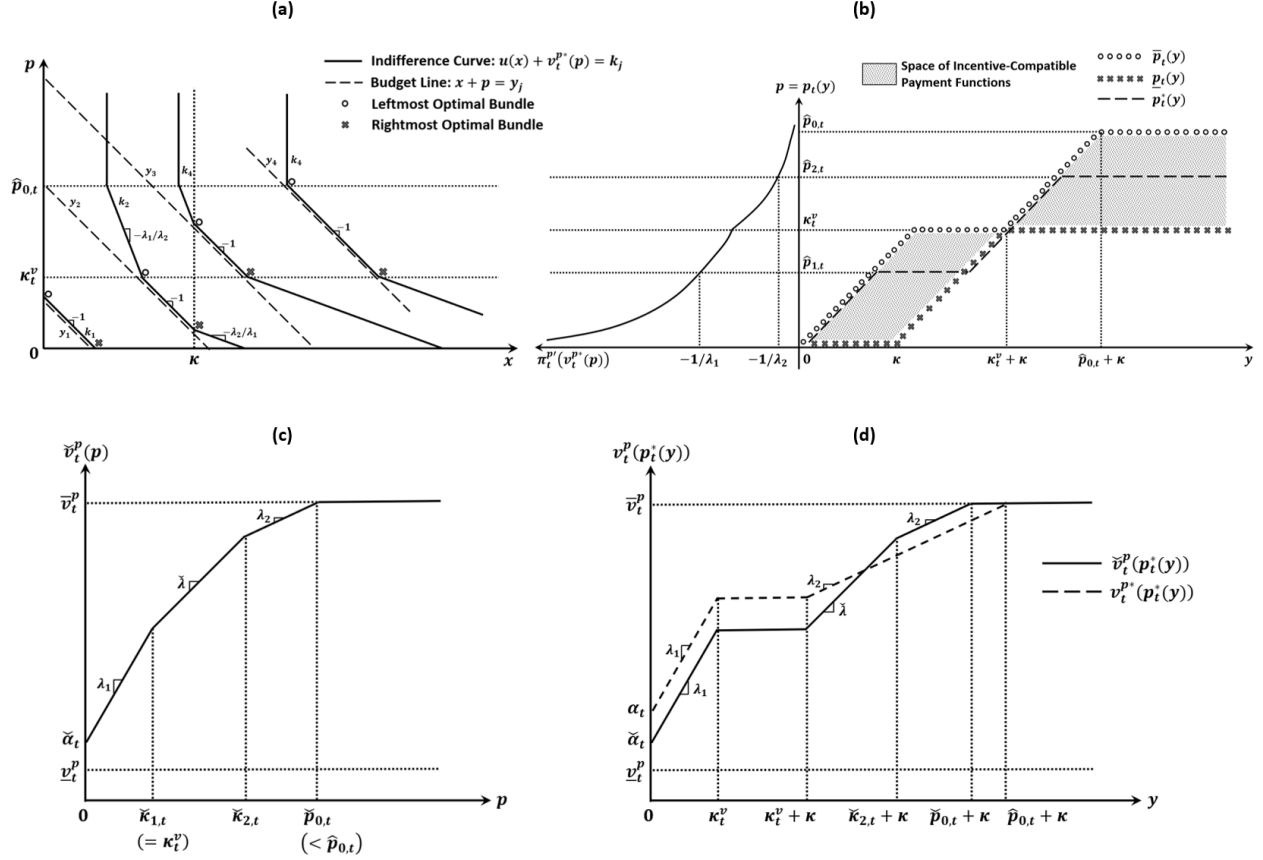 (a)
p
Indifference Curve: u(x) + v_t^{p*}(p) = k_j
Budget Line: x + p = y_j
Leftmost Optimal Bundle
Rightmost Optimal Bundle
y_3
y_4
k_4
k_4
p̂_{0,t}
y_2
k_2
−λ_1/λ_2
−1
−1
κ_t^v
−1
−1
y_1
k_1
−λ_2/λ_1
0
κ
x
(b)
Space of Incentive-Compatible
Payment Functions
p̅_t(y)
p̲_t(y)
p_t^*(y)
p = p_t(y)
p̂_{0,t}
p̂_{2,t}
κ_t^v
p̂_{1,t}
π_t^{p′}(v_t^{p*}(p))
−1/λ_1
−1/λ_2
0
κ
κ_t^v + κ
p̂_{0,t} + κ
y
(c)
v̆_t^p(p)
v̅_t^p
λ_2
λ̆
λ_1
ᾰ_t
v̲_t^p
0
κ̆_{1,t}
κ̆_{2,t}
p̆_{0,t}
p
(= κ_t^v)
(< p̂_{0,t})
(d)
v_t^p(p_t^*(y))
v̅_t^p
λ_2
λ_2
λ̆
λ_1
λ_1
α_t
ᾰ_t
v̲_t^p
v̆_t^p(p_t^*(y))
v_t^{p*}(p_t^*(y))
0
κ_t^v
κ_t^v + κ
κ̆_{2,t} + κ
p̆_{0,t} + κ
p̂_{0,t} + κ
y